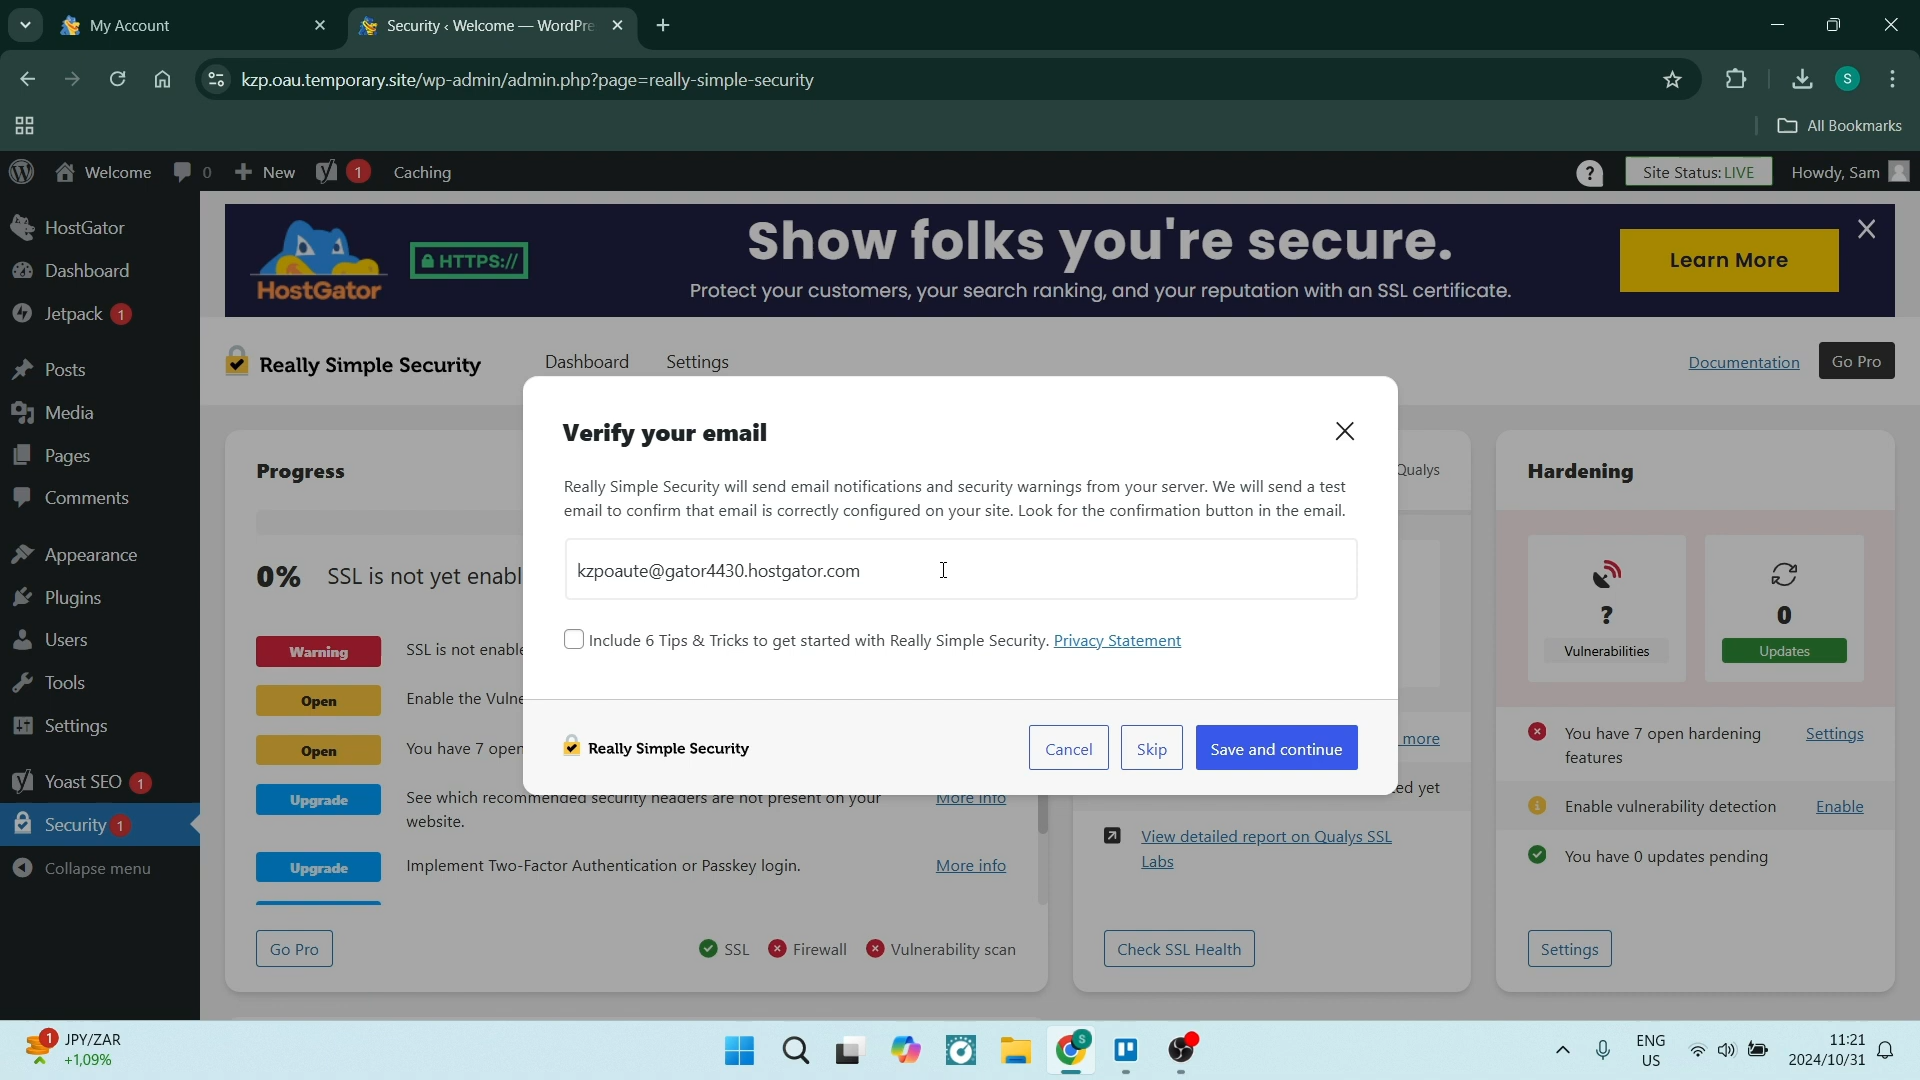 My Account
Security ‹ Welcome — WordPre
kzp.oau.temporary.site/wp-admin/admin.php?page=really-simple-security
S
All Bookmarks
Welcome
0
New
1
Caching
?
Site Status: LIVE
Howdy, Sam
HostGator
Dashboard
Jetpack 1
Posts
Media
Pages
Comments
Appearance
Plugins
Users
Tools
Settings
Yoast SEO 1
Security 1
Collapse menu
HostGator
HTTPS://
Show folks you're secure.
Protect your customers, your search ranking, and your reputation with an SSL certificate.
Learn More
Really Simple Security
Dashboard
Settings
Documentation
Go Pro
Progress
0%
SSL is not yet enabl
Warning
SSL is not enable
Open
Enable the Vulne
Open
You have 7 open
Upgrade
See which recommended security headers are not present on your
website.
More info
Upgrade
Implement Two-Factor Authentication or Passkey login.
More info
Go Pro
SSL
Firewall
Vulnerability scan
Verify your email
Really Simple Security will send email notifications and security warnings from your server. We will send a test
email to confirm that email is correctly configured on your site. Look for the confirmation button in the email.
kzpoaute@gator4430.hostgator.com
Include 6 Tips & Tricks to get started with Really Simple Security. Privacy Statement
Really Simple Security
Cancel
Skip
Save and continue
Qualys
more
ed yet
View detailed report on Qualys SSL
Labs
Check SSL Health
Hardening
?
Vulnerabilities
0
Updates
You have 7 open hardening
features
Settings
Enable vulnerability detection
Enable
You have 0 updates pending
Settings
1
JPY/ZAR
+1,09%
S
ENG
US
11:21
2024/10/31